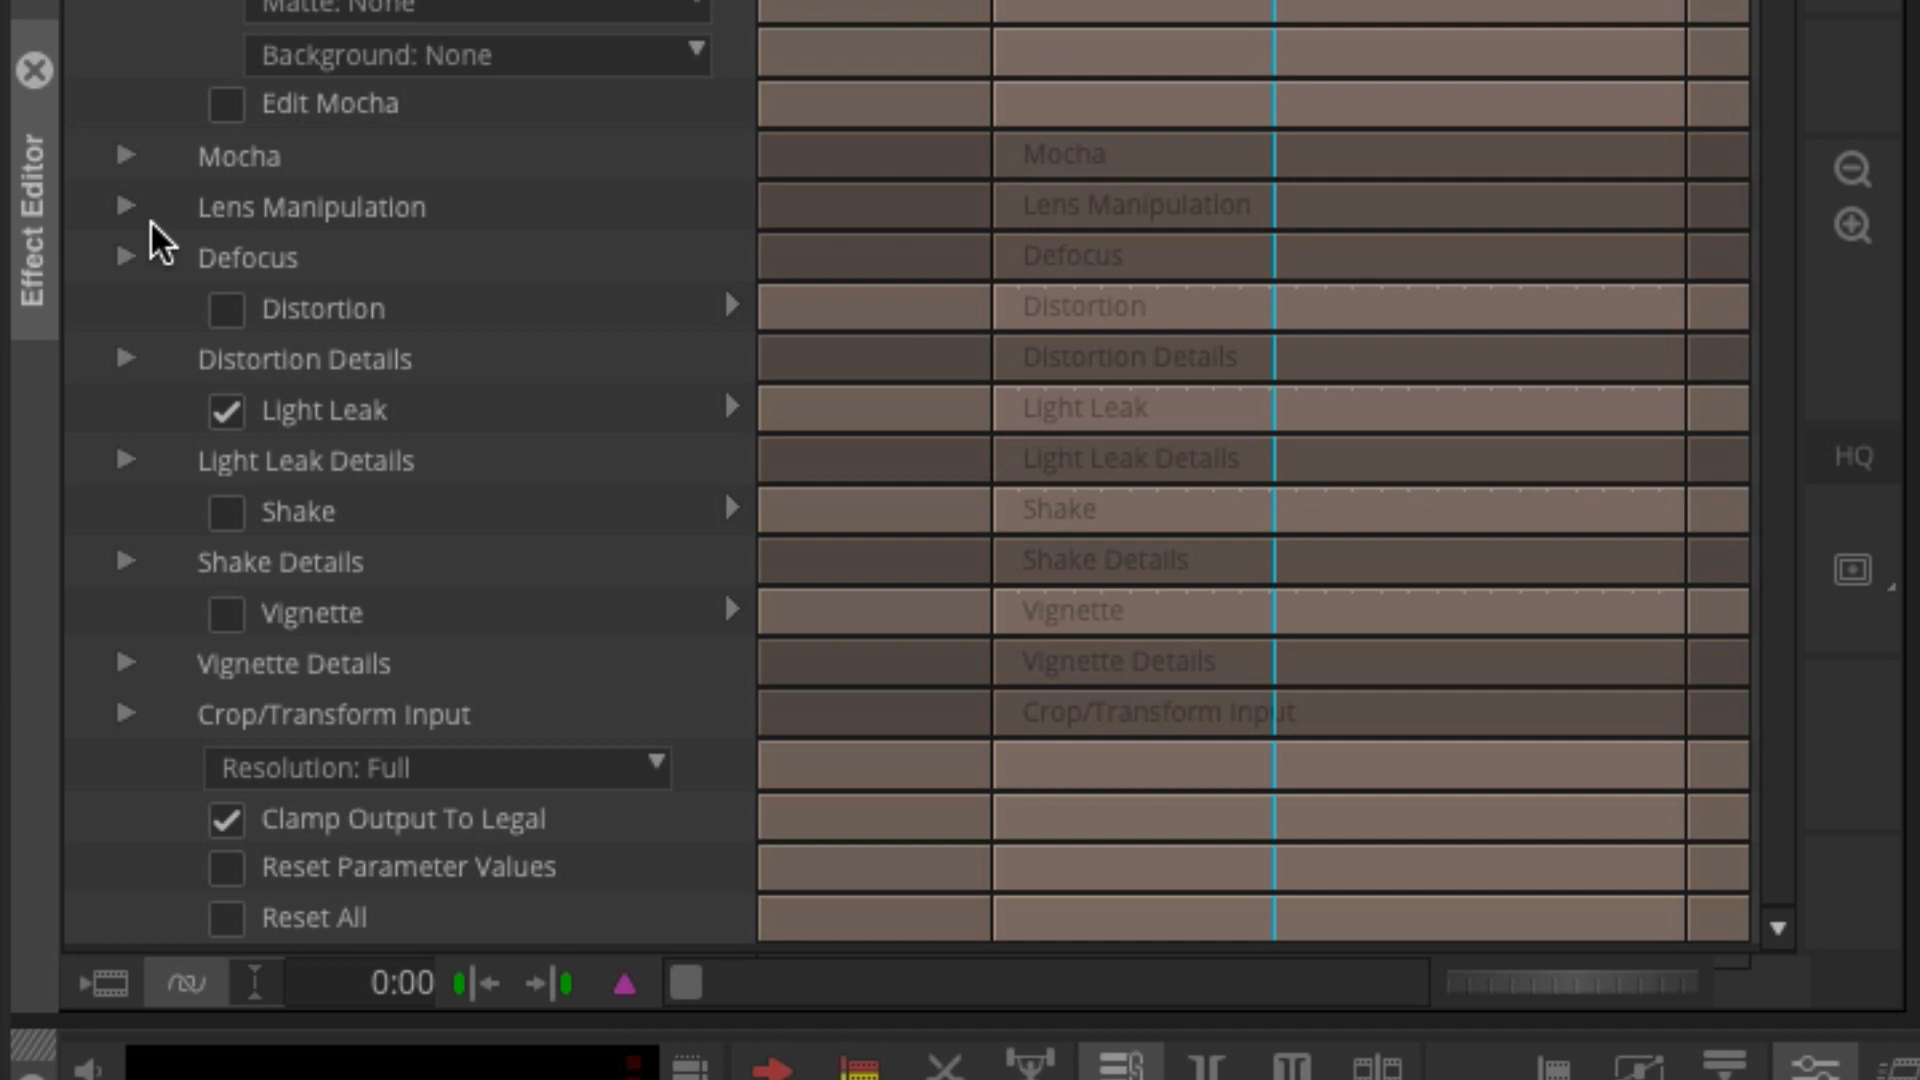 Matte: None
Background: None
Edit Mocha
Mocha
Mocha
Lens Manipulation
Lens Manipulation
Defocus
Defocus
Distortion
Distortion
Distortion Details
Distortion Details
Light Leak
Light Leak
Light Leak Details
Light Leak Details
Shake
Shake
Shake Details
Shake Details
Vignette
Vignette
Vignette Details
Vignette Details
Crop/Transform Input
Crop/Transform Input
Resolution: Full
Clamp Output To Legal
Reset Parameter Values
Reset All
0:00
Effect Editor
HQ